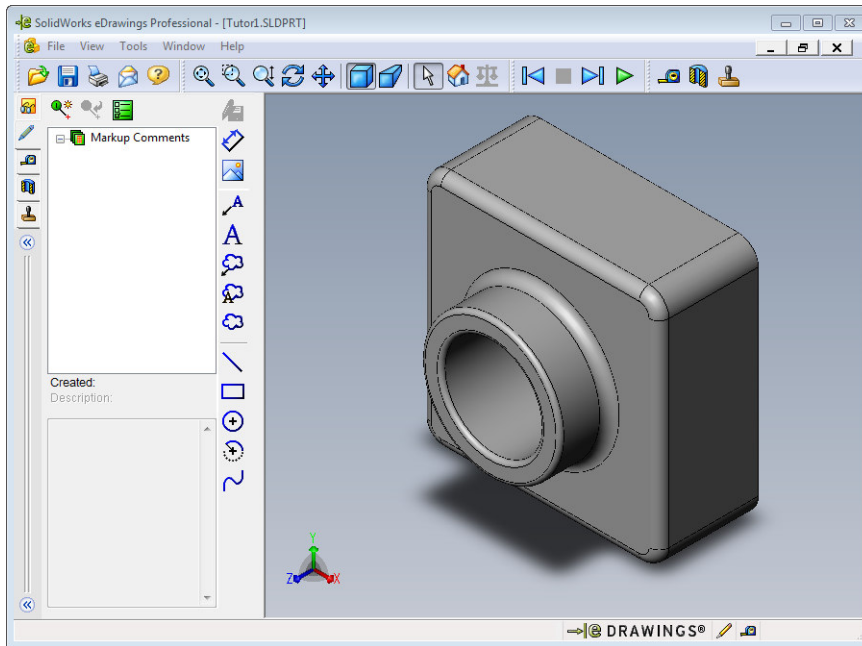 SolidWorks eDrawings Professional - [Tutor1.SLDPRT]
File View Tools Window Help
Markup Comments
A
A
A
Created:
Description:
Y
Z
X
e DRAWINGS®